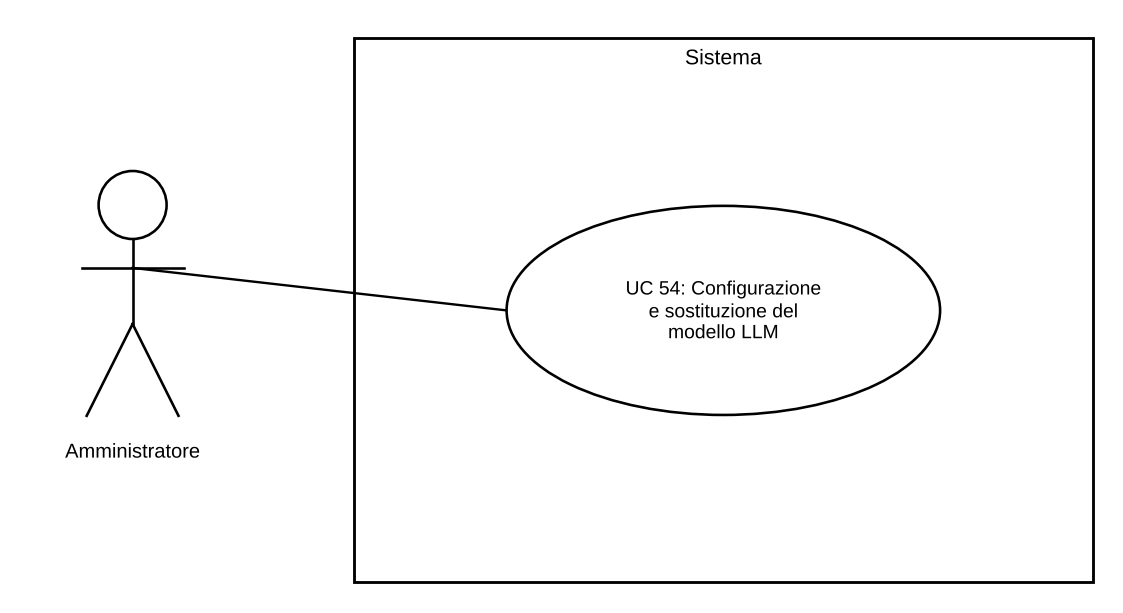 Sistema
UC 54: Configurazione
e sostituzione del
modello LLM
Amministratore